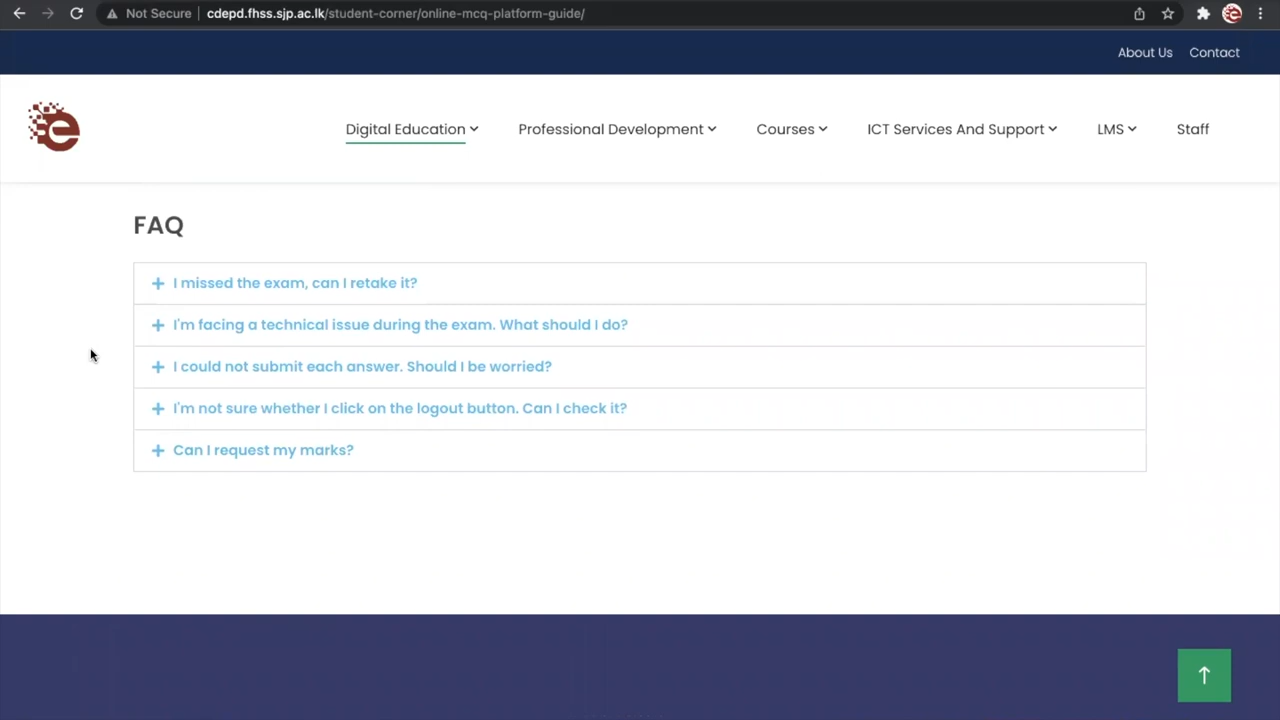 Not Secure cdepd.fhss.sjp.ac.lk/student-corner/online-mcq-platform-guide/
About Us Contact
e Digital Education Professional Development Courses ICT Services And Support LMS Staff
FAQ
+ I missed the exam, can I retake it?
+ I'm facing a technical issue during the exam. What should I do?
+ I could not submit each answer. Should I be worried?
+ I'm not sure whether I click on the logout button. Can I check it?
+ Can I request my marks?